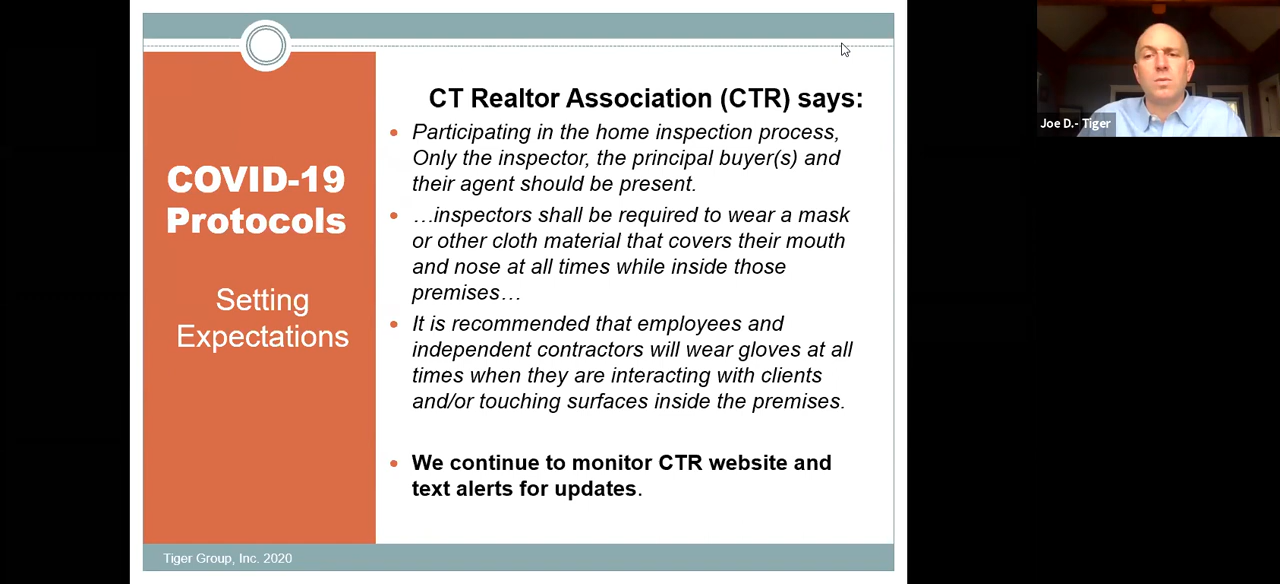 COVID-19
Protocols
Setting
Expectations
CT Realtor Association (CTR) says:
• Participating in the home inspection process,
Only the inspector, the principal buyer(s) and
their agent should be present.
• …inspectors shall be required to wear a mask
or other cloth material that covers their mouth
and nose at all times while inside those
premises…
• It is recommended that employees and
independent contractors will wear gloves at all
times when they are interacting with clients
and/or touching surfaces inside the premises.
• We continue to monitor CTR website and
text alerts for updates.
Tiger Group, Inc. 2020
Joe D.- Tiger